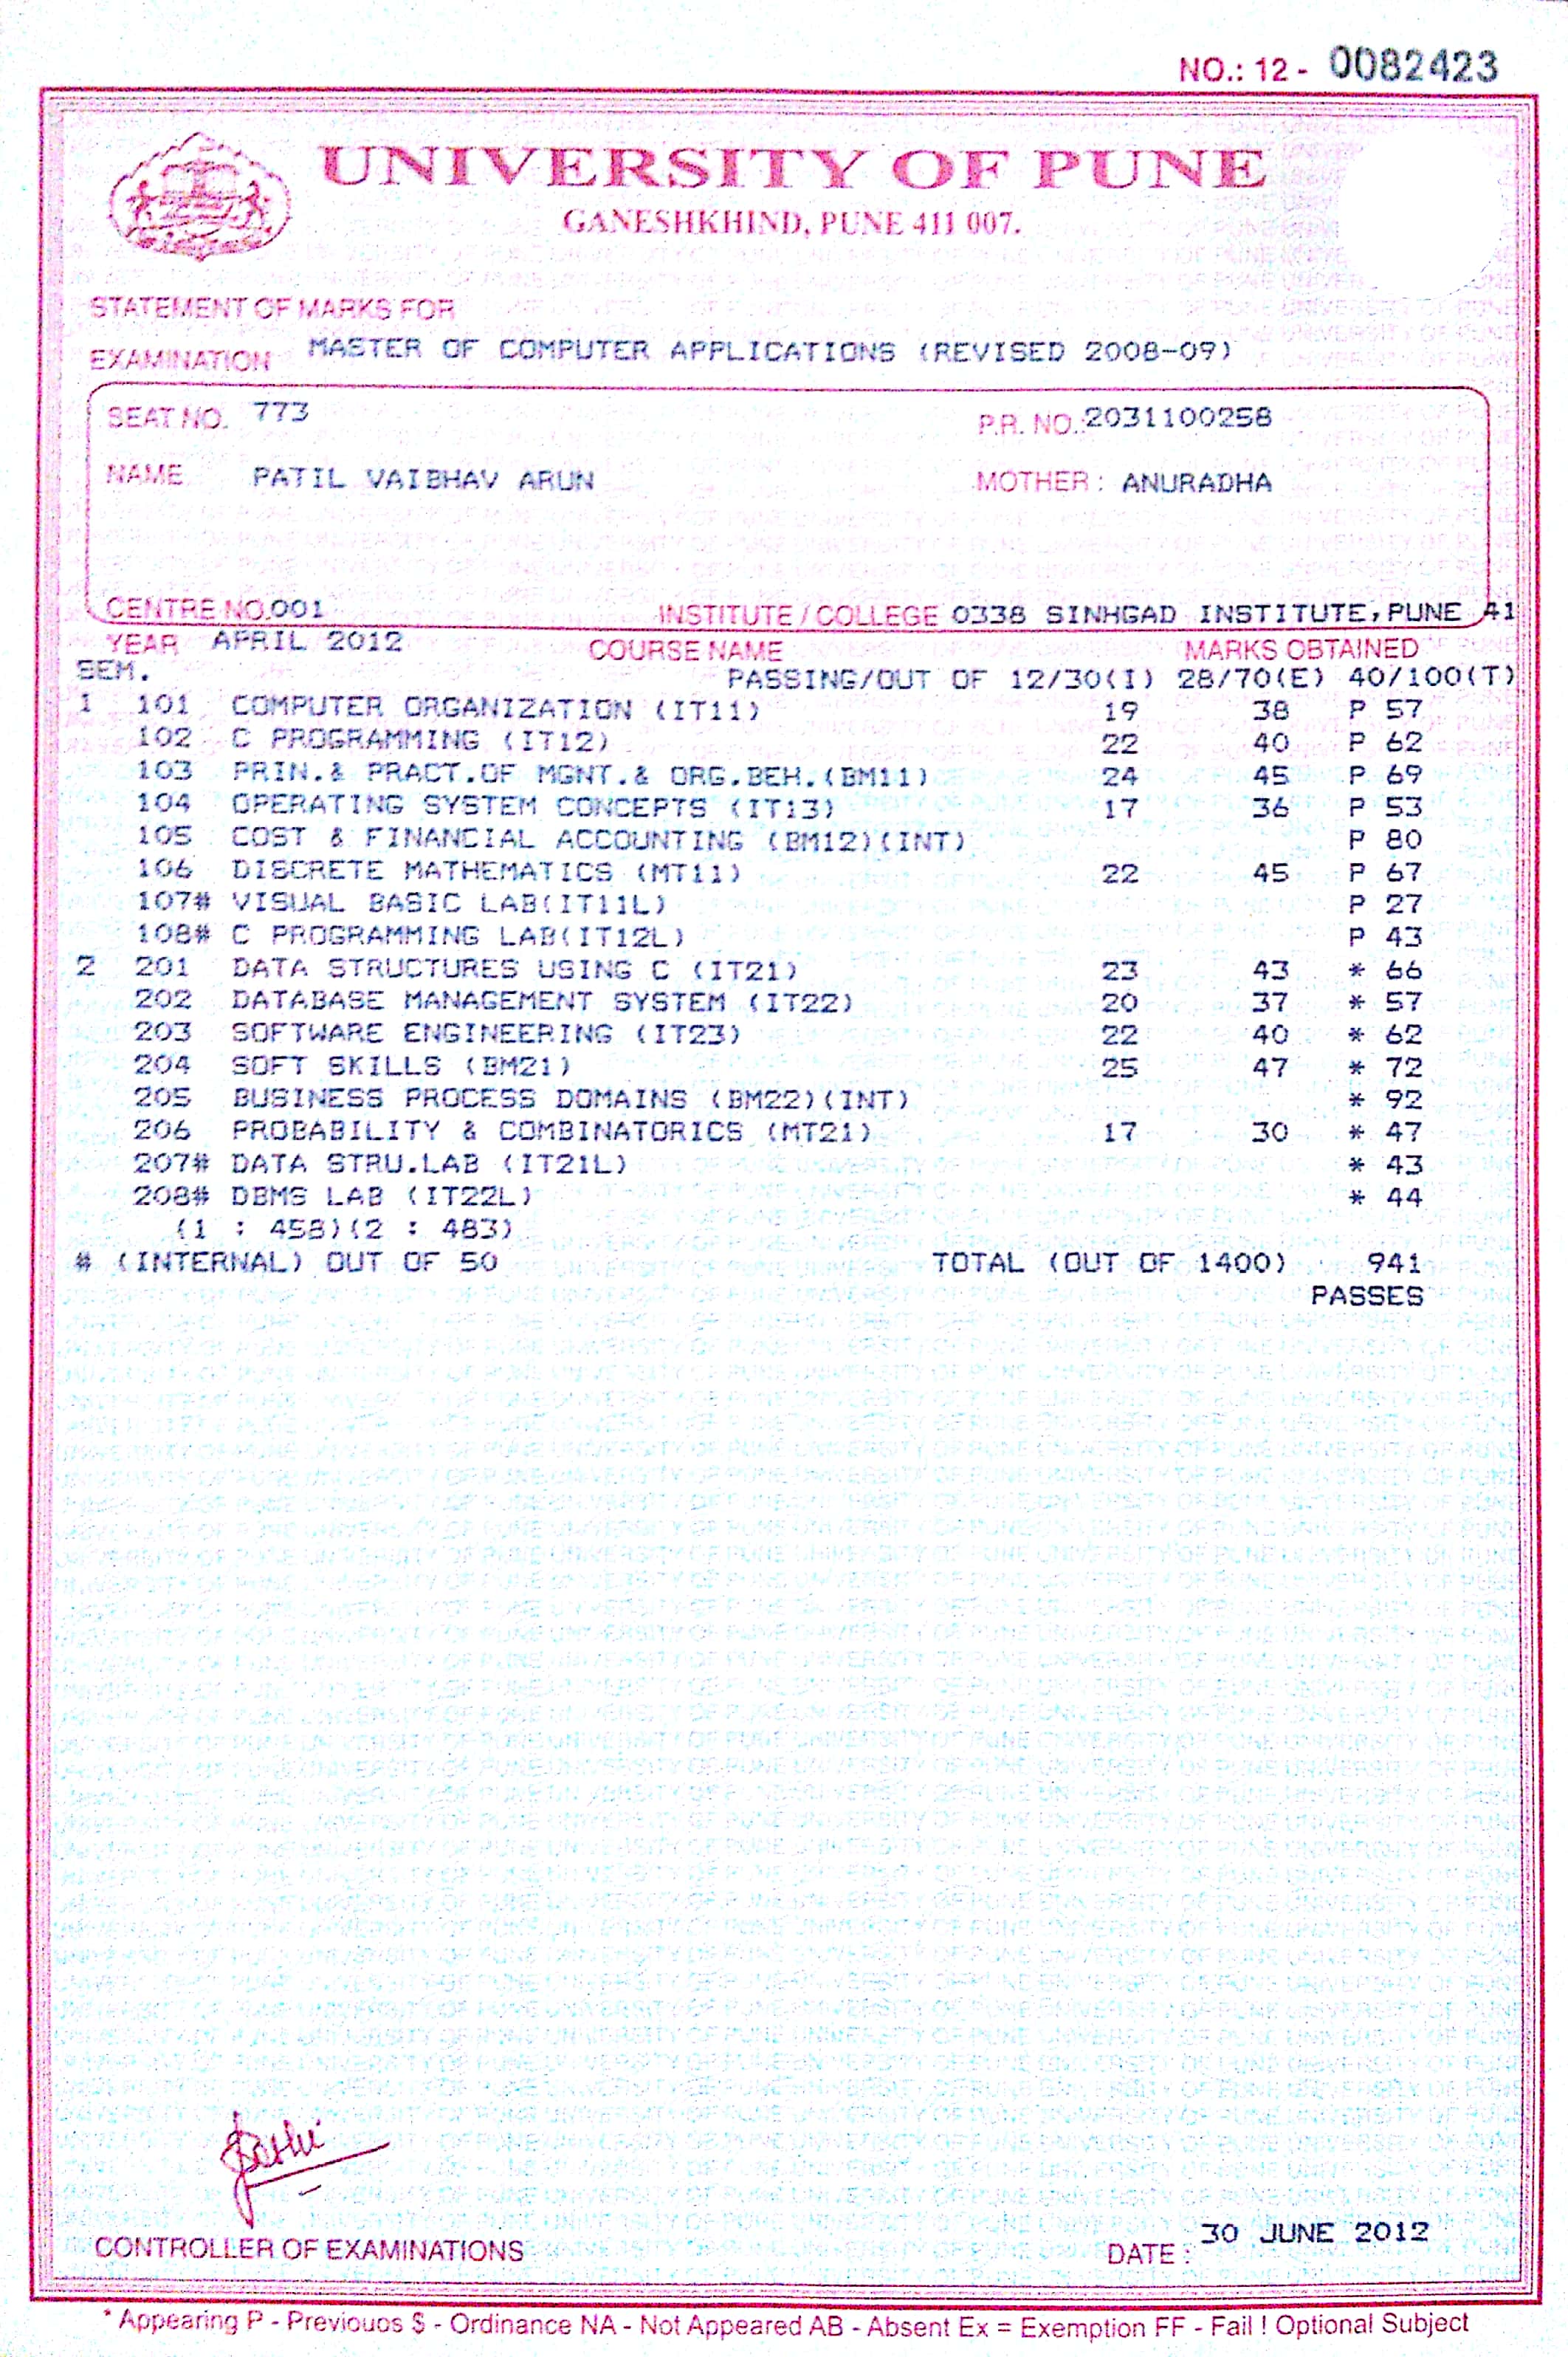 NO.: 12 - 0082423
UNIVERSITY OF PUNE
GANESHKHIND, PUNE 411 007.
STATEMENT OF MARKS FOR
EXAMINATION MASTER OF COMPUTER APPLICATIONS (REVISED 2008-09)
SEAT NO. 773 P.R. NO.:2031100258
NAME PATIL VAIBHAV ARUN MOTHER : ANURADHA
CENTRE NO.001 INSTITUTE / COLLEGE 0338 SINHGAD INSTITUTE,PUNE 41
YEAR APRIL 2012 COURSE NAME MARKS OBTAINED
SEM. PASSING/OUT OF 12/30(I) 28/70(E) 40/100(T)
1 101 COMPUTER ORGANIZATION (IT11) 19 38 P 57
102 C PROGRAMMING (IT12) 22 40 P 62
103 PRIN.& PRACT.OF MGNT.& ORG.BEH.(BM11) 24 45 P 69
104 OPERATING SYSTEM CONCEPTS (IT13) 17 36 P 53
105 COST & FINANCIAL ACCOUNTING (BM12)(INT) P 80
106 DISCRETE MATHEMATICS (MT11) 22 45 P 67
107# VISUAL BASIC LAB(IT11L) P 27
108# C PROGRAMMING LAB(IT12L) P 43
2 201 DATA STRUCTURES USING C (IT21) 23 43 * 66
202 DATABASE MANAGEMENT SYSTEM (IT22) 20 37 * 57
203 SOFTWARE ENGINEERING (IT23) 22 40 * 62
204 SOFT SKILLS (BM21) 25 47 * 72
205 BUSINESS PROCESS DOMAINS (BM22)(INT) * 92
206 PROBABILITY & COMBINATORICS (MT21) 17 30 * 47
207# DATA STRU.LAB (IT21L) * 43
208# DBMS LAB (IT22L) * 44
(1 : 458)(2 : 483)
# (INTERNAL) OUT OF 50 TOTAL (OUT OF 1400) 941
PASSES
CONTROLLER OF EXAMINATIONS DATE : 30 JUNE 2012
* Appearing P - Previouos $ - Ordinance NA - Not Appeared AB - Absent Ex = Exemption FF - Fail ! Optional Subject